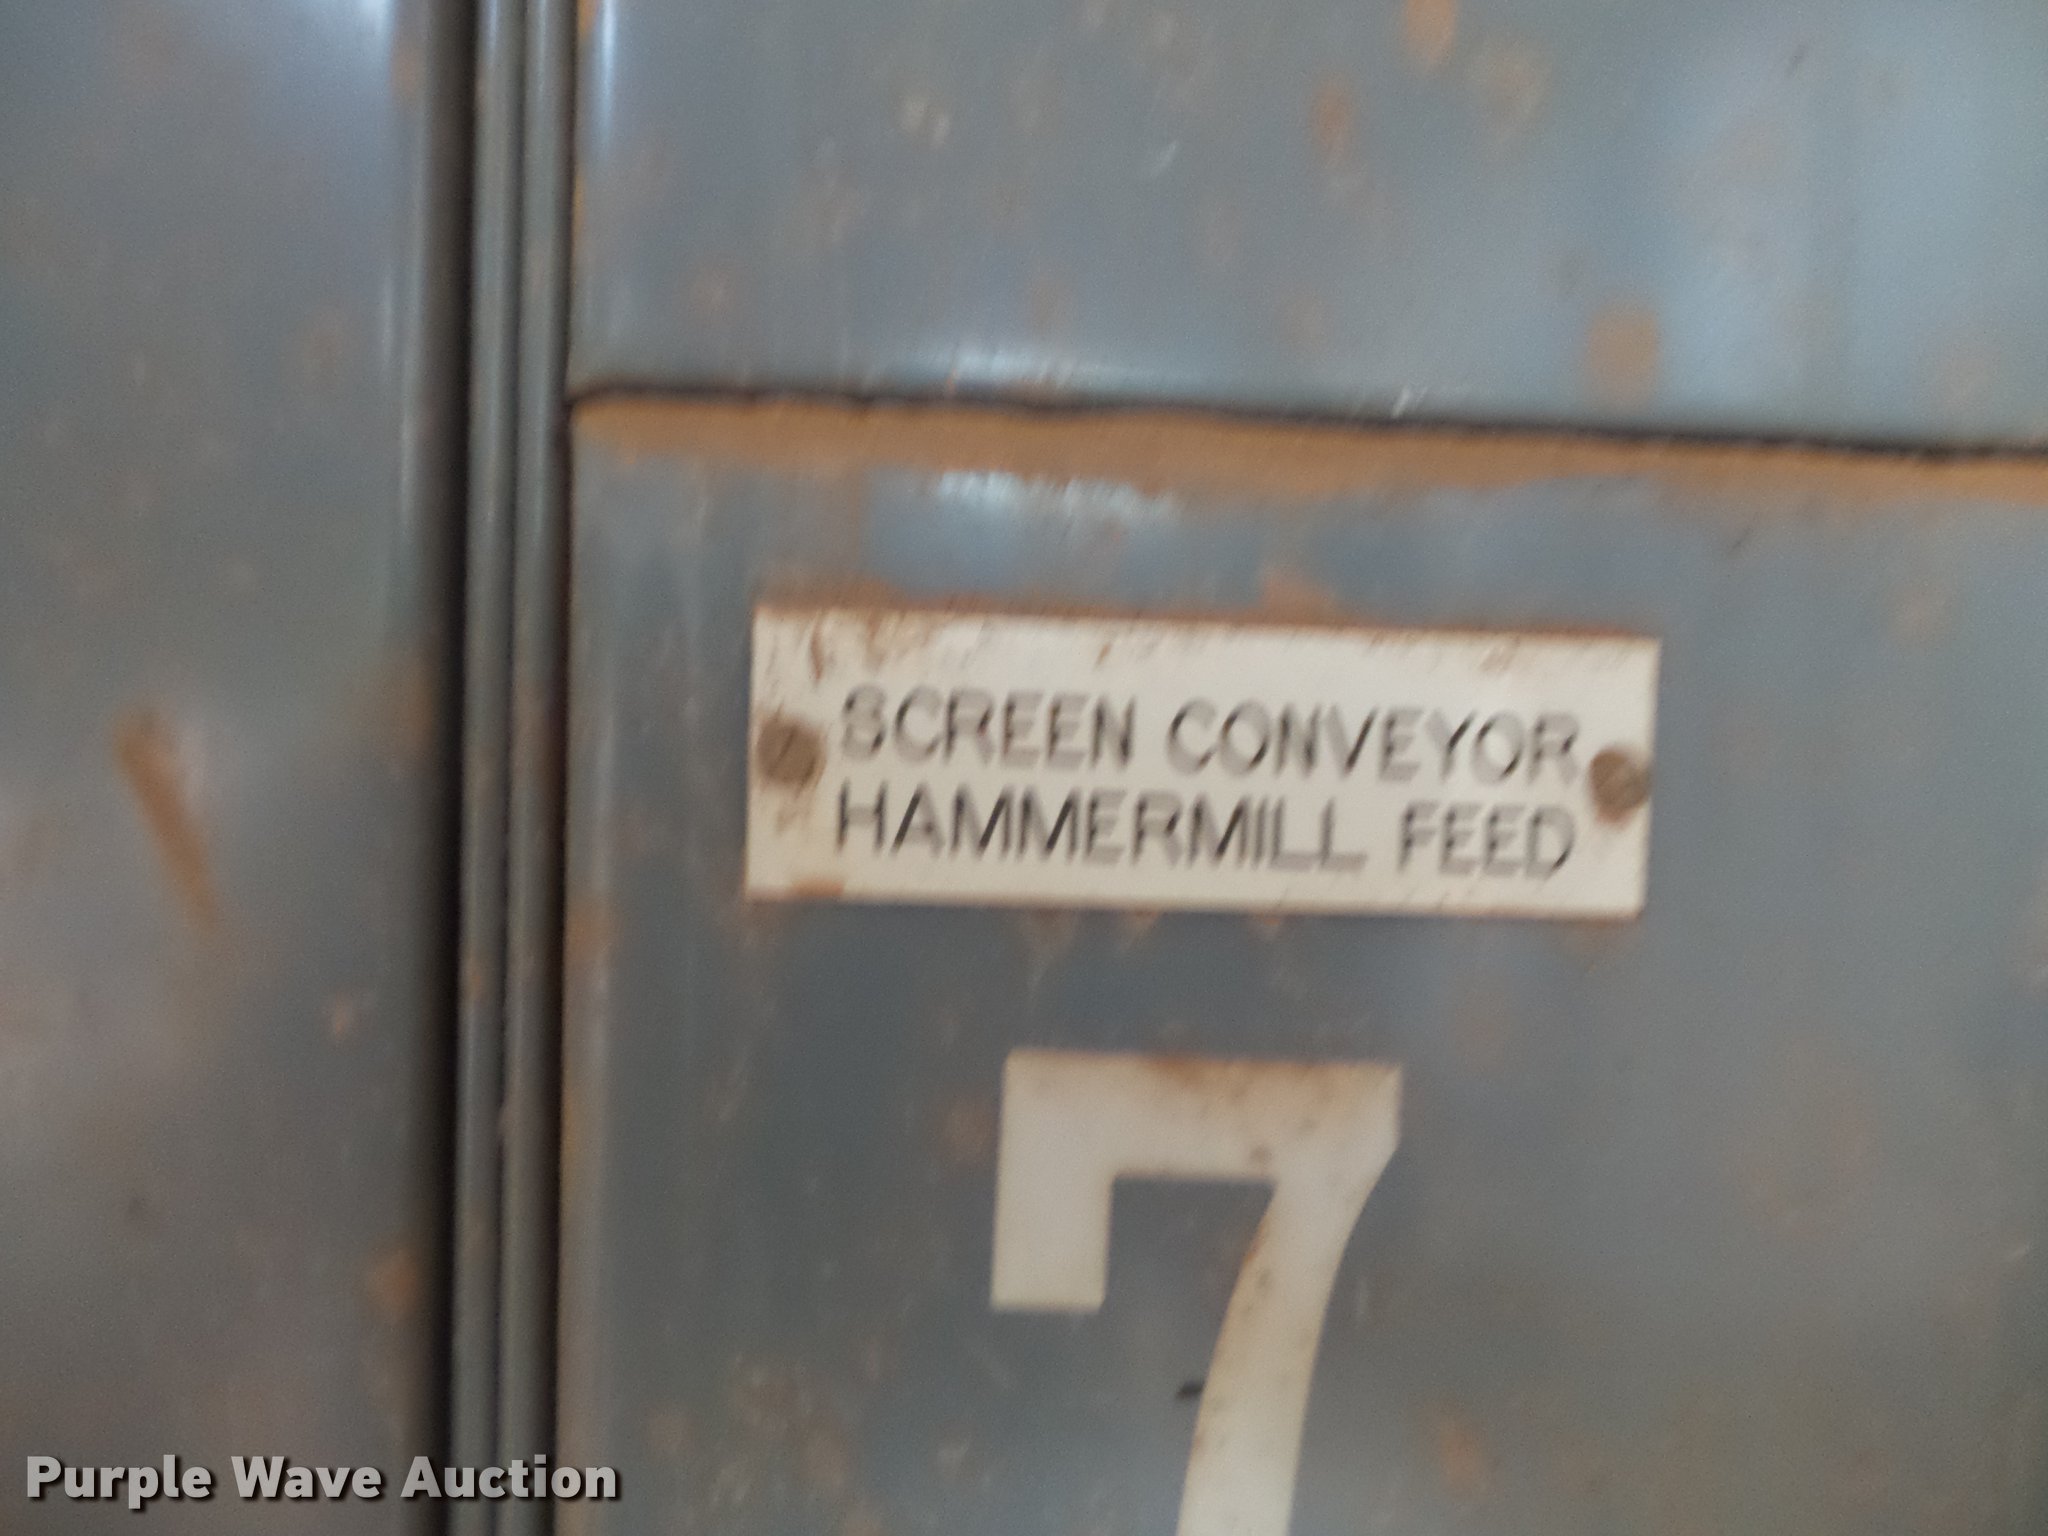 SCREEN CONVEYOR
HAMMERMILL FEED
7
Purple Wave Auction